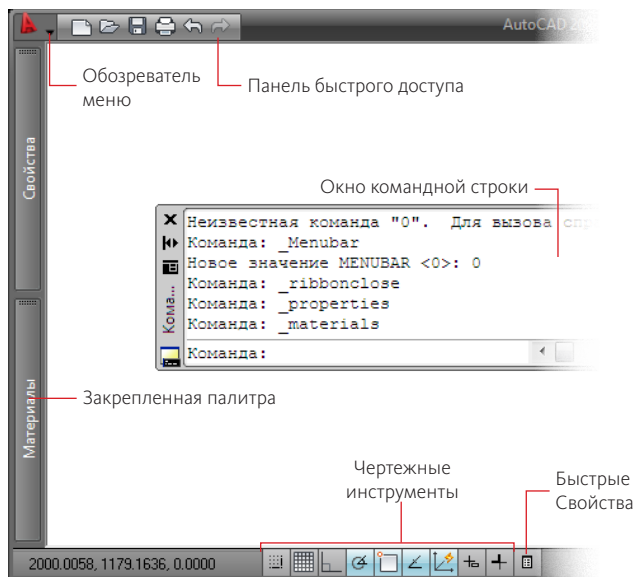 AutoCAD 20
Обозреватель
меню
Панель быстрого доступа
Свойства
Окно командной строки
Неизвестная команда "0". Для вызова спр
Команда: _Menubar
Новое значение MENUBAR <0>: 0
Команда: _ribbonclose
Команда: _properties
Команда: _materials
Кома...
Команда:
Закрепленная палитра
Материалы
Чертежные
инструменты
Быстрые
Свойства
2000.0058, 1179.1636, 0.0000